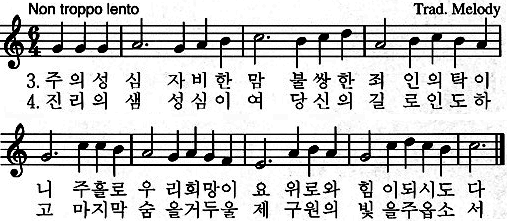 Non troppo lento
Trad. Melody
6
4
3. 주 의 성 심 자 비 한 맘 불 쌍 한 죄 인 의 탁 이
4. 진 리 의 샘 성 심 이 여 당 신 의 길 로 인 도 하
니 주 홀 로 우 리 희 망 이 요 위 로 와 힘 이 되 시 도 다
고 마 지 막 숨 을 거 두 울 제 구 원 의 빛 을 주 옵 소 서